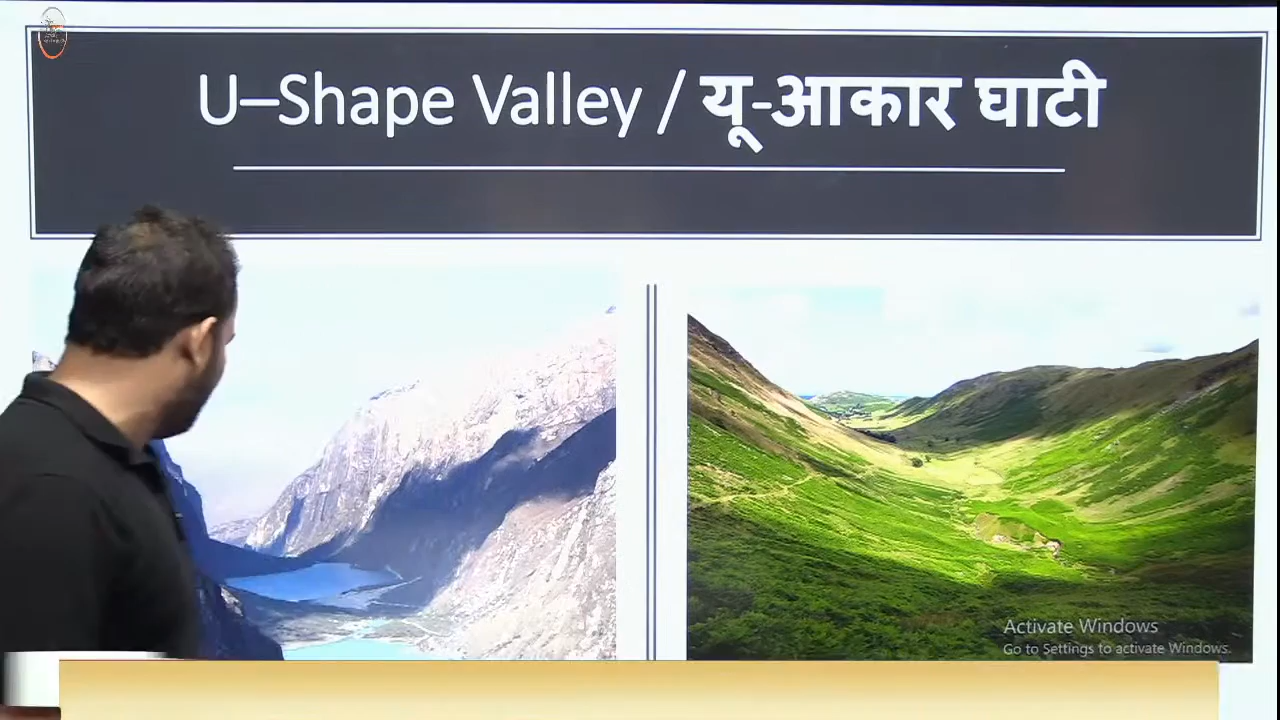 U–Shape Valley / यू-आकार घाटी
Activate Windows
Go to Settings to activate Windows.